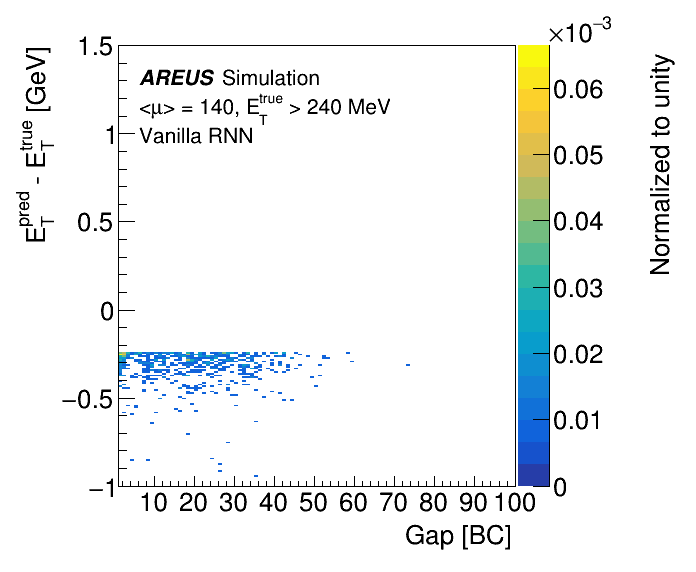 ×10⁻³
AREUS Simulation
<μ> = 140, E_T^true > 240 MeV
Vanilla RNN
E_T^pred - E_T^true [GeV]
1.5
1
0.5
0
−0.5
−1
10 20 30 40 50 60 70 80 90 100
Gap [BC]
0.06
0.05
0.04
0.03
0.02
0.01
0
Normalized to unity